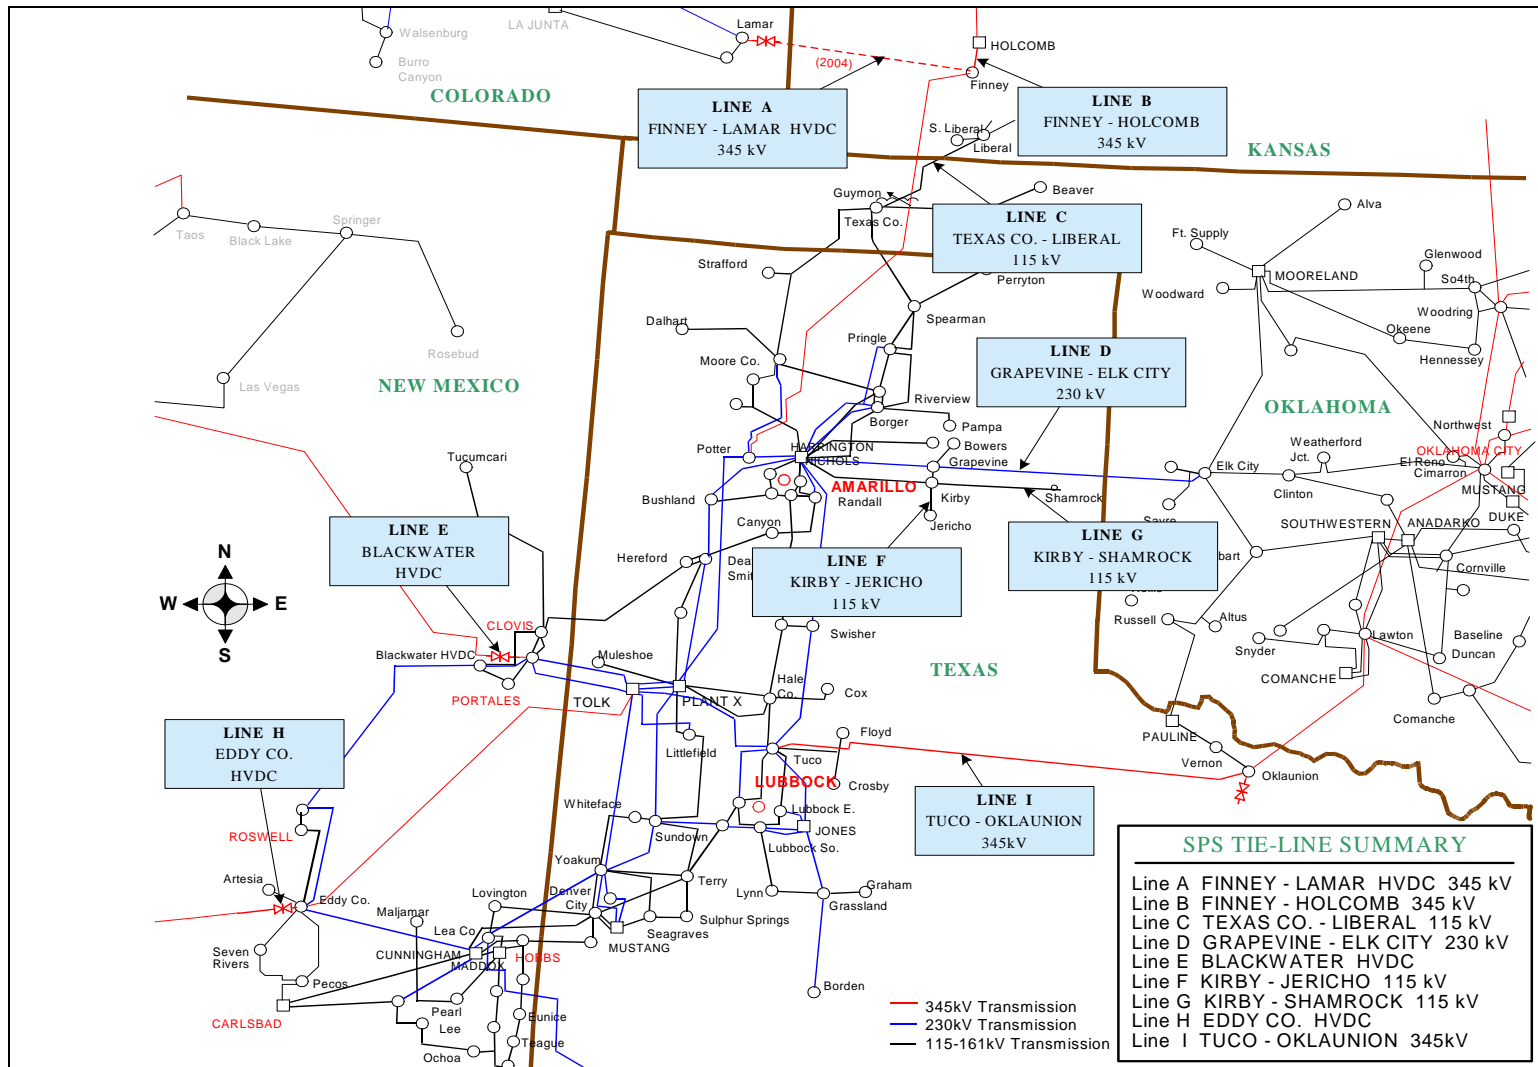 LA JUNTA
Walsenburg
Burro
Canyon
Lamar
(2004)
HOLCOMB
Finney
COLORADO
LINE A
FINNEY - LAMAR HVDC
345 kV
LINE B
FINNEY - HOLCOMB
345 kV
S. Liberal
Liberal
KANSAS
Guymon
Texas Co.
Beaver
LINE C
TEXAS CO. - LIBERAL
115 kV
Taos
Black Lake
Springer
Alva
Ft. Supply
Glenwood
So4th
MOORELAND
Woodward
Woodring
Okeene
Hennessey
Strafford
Perryton
Spearman
Dalhart
Pringle
Moore Co.
Rosebud
Las Vegas
NEW MEXICO
LINE D
GRAPEVINE - ELK CITY
230 kV
Riverview
Borger
Pampa
OKLAHOMA
Northwest
OKLAHOMA CITY
Weatherford
Jct.
El Reno
Cimarron
Potter
HARRINGTON
NICHOLS
Bowers
Grapevine
Elk City
Clinton
MUSTANG
DUKE
Tucumcari
Bushland
AMARILLO
Randall
Kirby
Shamrock
Jericho
Sayre
SOUTHWESTERN
ANADARKO
Canyon
LINE E
BLACKWATER
HVDC
Hereford
Deaf
Smith
LINE F
KIRBY - JERICHO
115 kV
LINE G
KIRBY - SHAMROCK
115 kV
bart
Cornville
N
W
E
S
Russell
Altus
Swisher
Lawton
Baseline
Snyder
Duncan
COMANCHE
Comanche
CLOVIS
Blackwater HVDC
PORTALES
Muleshoe
TOLK
PLANT X
Hale
Co.
Cox
TEXAS
LINE H
EDDY CO.
HVDC
Littlefield
Floyd
Tuco
PAULINE
Vernon
Oklaunion
LUBBOCK
Crosby
LINE I
TUCO - OKLAUNION
345kV
Whiteface
Lubbock E.
JONES
Sundown
Lubbock So.
ROSWELL
Artesia
Eddy Co.
Yoakum
Denver
City
Terry
Lynn
Graham
Grassland
Lovington
Maljamar
Lea Co.
Sulphur Springs
Seagraves
MUSTANG
Seven
Rivers
CUNNINGHAM
MADDOX
HOBBS
Pecos
CARLSBAD
Pearl
Lee
Eunice
Teague
Ochoa
Borden
345kV Transmission
230kV Transmission
115-161kV Transmission
SPS TIE-LINE SUMMARY
Line A FINNEY - LAMAR HVDC 345 kV
Line B FINNEY - HOLCOMB 345 kV
Line C TEXAS CO. - LIBERAL 115 kV
Line D GRAPEVINE - ELK CITY 230 kV
Line E BLACKWATER HVDC
Line F KIRBY - JERICHO 115 kV
Line G KIRBY - SHAMROCK 115 kV
Line H EDDY CO. HVDC
Line I TUCO - OKLAUNION 345kV